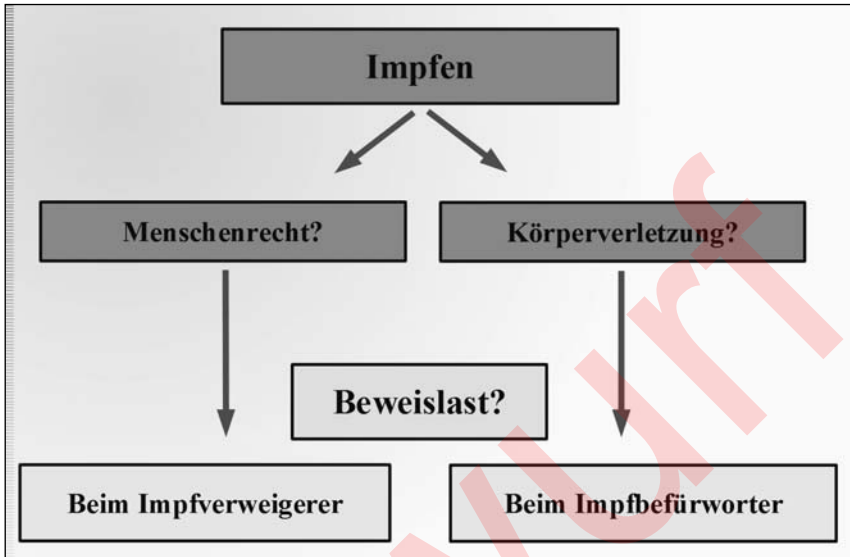 Impfen
Menschenrecht?
Körperverletzung?
Beweislast?
Beim Impfverweigerer
Beim Impfbefürworter